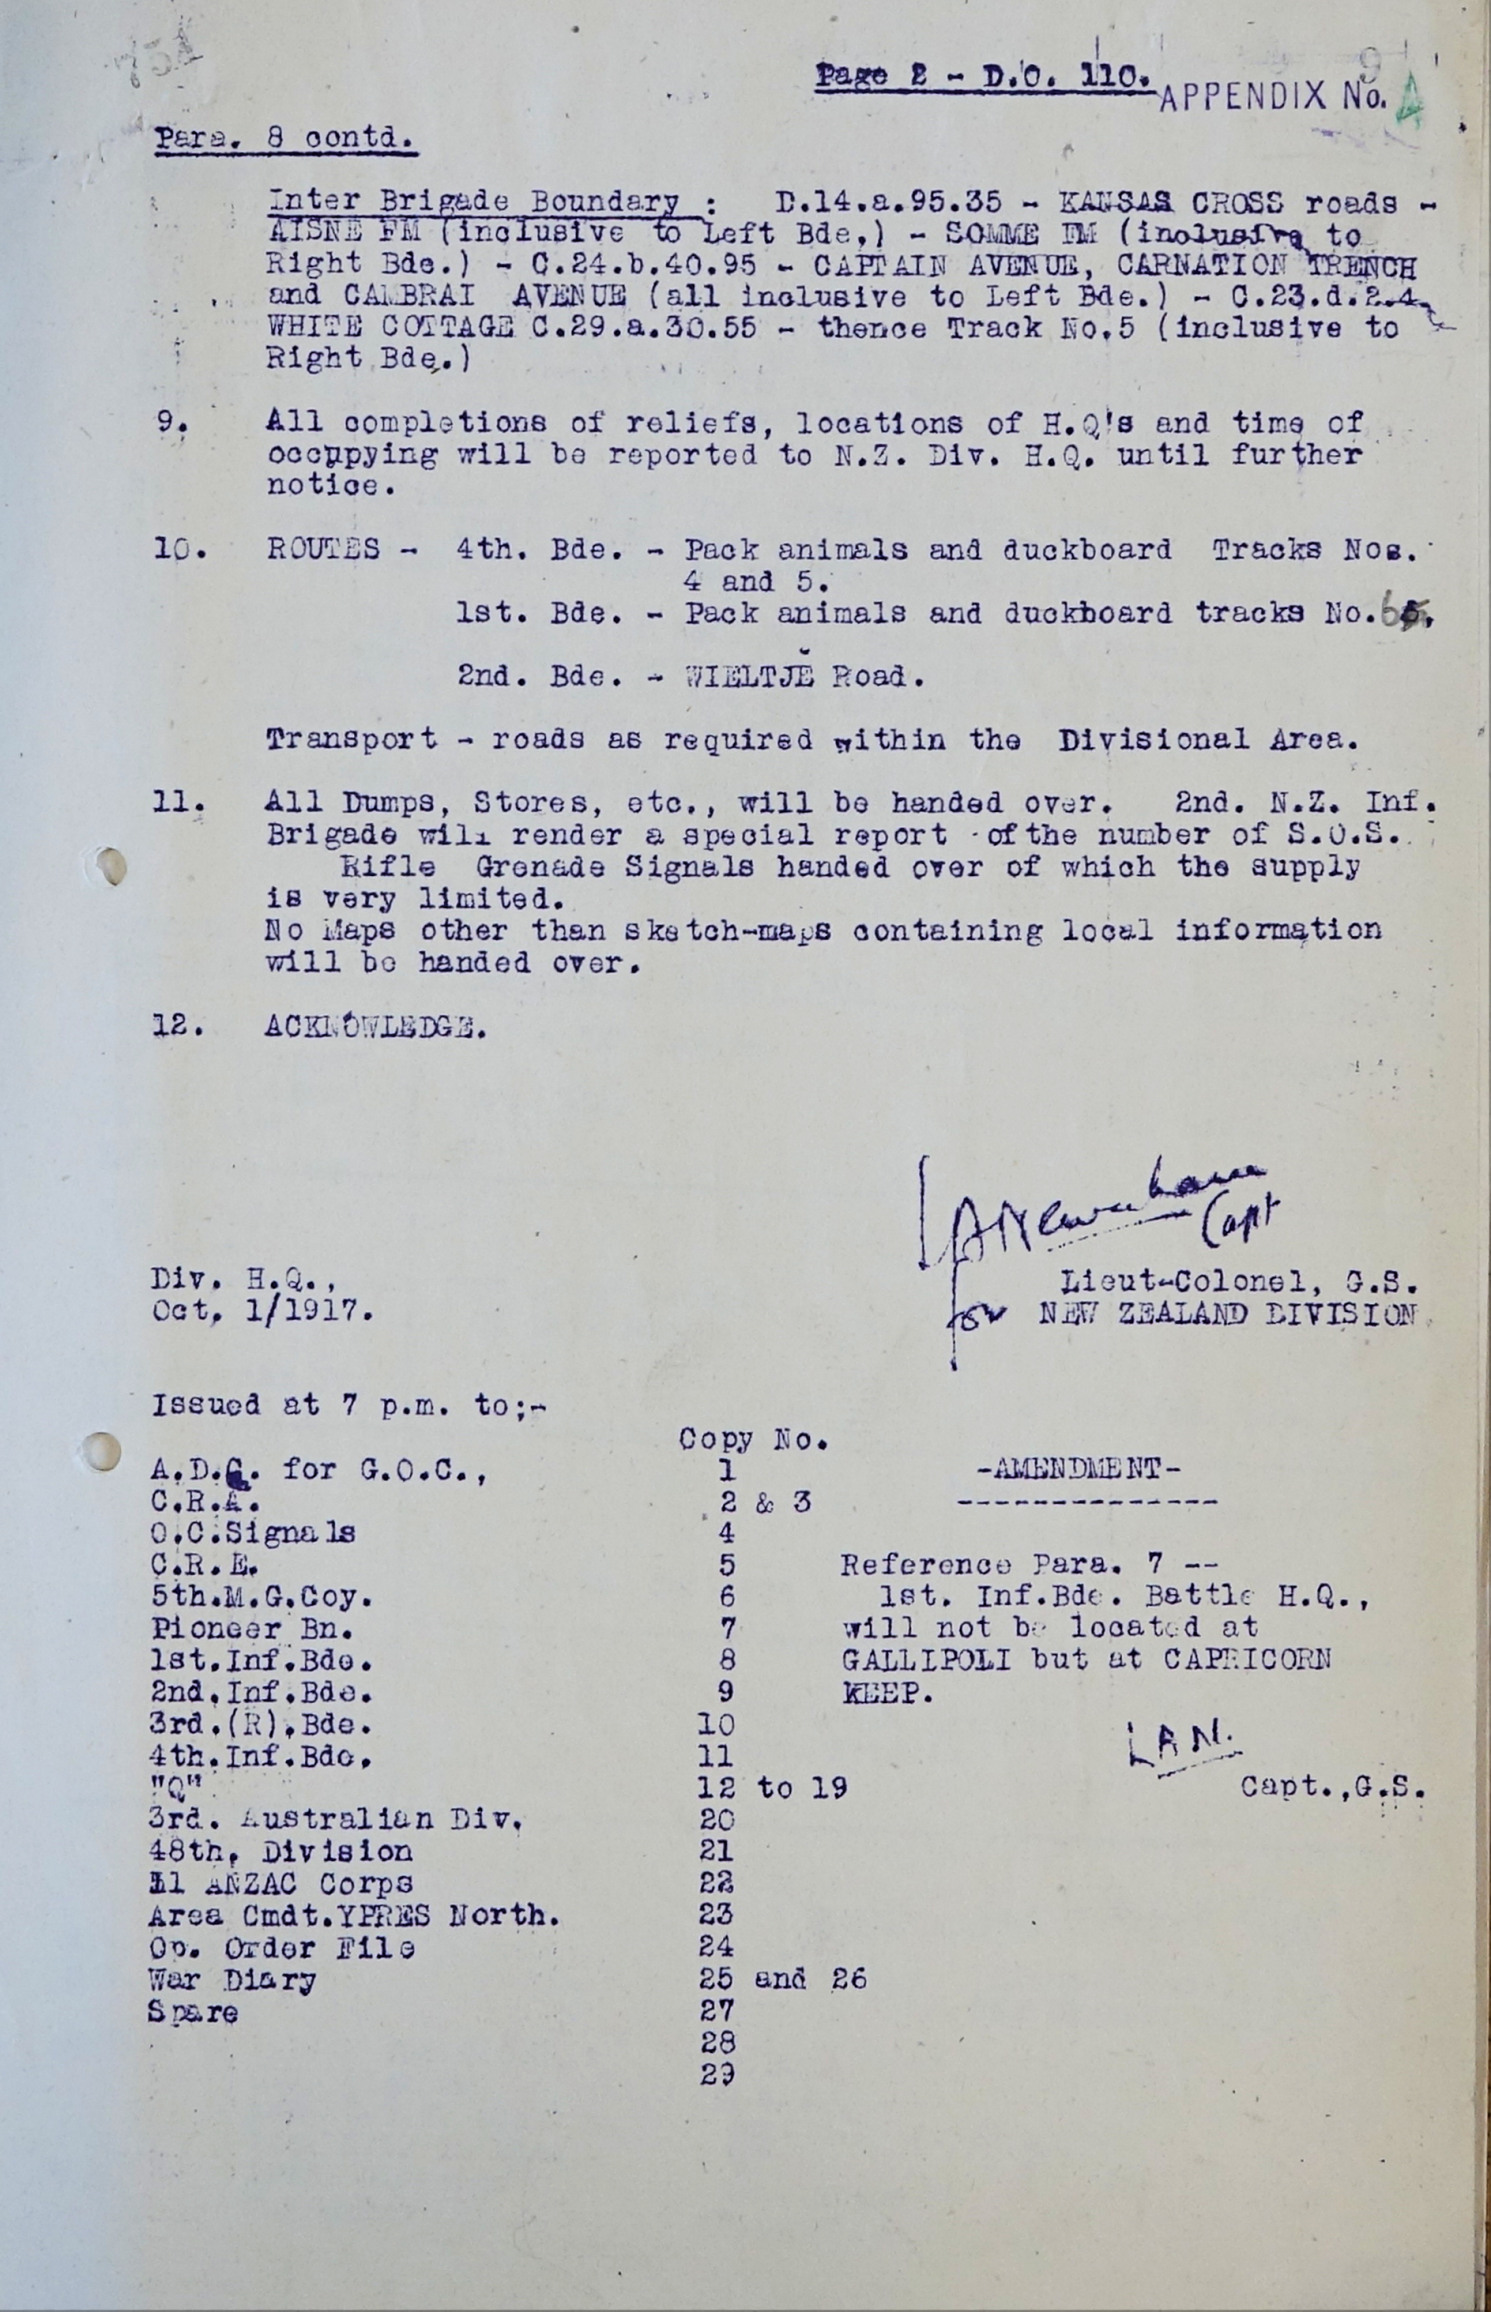 Page 2 - D.O. 110.
APPENDIX No.
Para. 8 contd.
Inter Brigade Boundary : D.14.a.95.35 - KANSAS CROSS roads -
AISNE FM (inclusive to Left Bde,) - SOMME FM (inclusive to
Right Bde.) - C.24.b.40.95 - CAPTAIN AVENUE, CARNATION TRENCH
and CAMBRAI AVENUE (all inclusive to Left Bde.) - C.23.d.2.4
WHITE COTTAGE C.29.a.30.55 - thence Track No.5 (inclusive to
Right Bde.)
9. All completions of reliefs, locations of H.Q's and time of
occupying will be reported to N.Z. Div. H.Q. until further
notice.
10. ROUTES - 4th. Bde. - Pack animals and duckboard Tracks Nos.
4 and 5.
1st. Bde. - Pack animals and duckboard tracks No. 6.
2nd. Bde. - WIELTJE Road.
Transport - roads as required within the Divisional Area.
11. All Dumps, Stores, etc., will be handed over. 2nd. N.Z. Inf.
Brigade will render a special report of the number of S.O.S.
Rifle Grenade Signals handed over of which the supply
is very limited.
No Maps other than sketch-maps containing local information
will be handed over.
12. ACKNOWLEDGE.
Capt
Div. H.Q., Lieut-Colonel, G.S.
Oct. 1/1917. for NEW ZEALAND DIVISION
Issued at 7 p.m. to;-
Copy No.
A.D.C. for G.O.C., 1
C.R.A. 2 & 3
O.C.Signals 4
C.R.E. 5
5th.M.G.Coy. 6
Pioneer Bn. 7
1st.Inf.Bde. 8
2nd.Inf.Bde. 9
3rd.(R).Bde. 10
4th.Inf.Bde. 11
"Q" 12 to 19
3rd. Australian Div. 20
48th. Division 21
11 ANZAC Corps 22
Area Cmdt.YPRES North. 23
Op. Order File 24
War Diary 25 and 26
Spare 27
28
29
-AMENDMENT-
--------------
Reference Para. 7 --
1st. Inf.Bde. Battle H.Q.,
will not be located at
GALLIPOLI but at CAPRICORN
KEEP.
L A N.
Capt.,G.S.